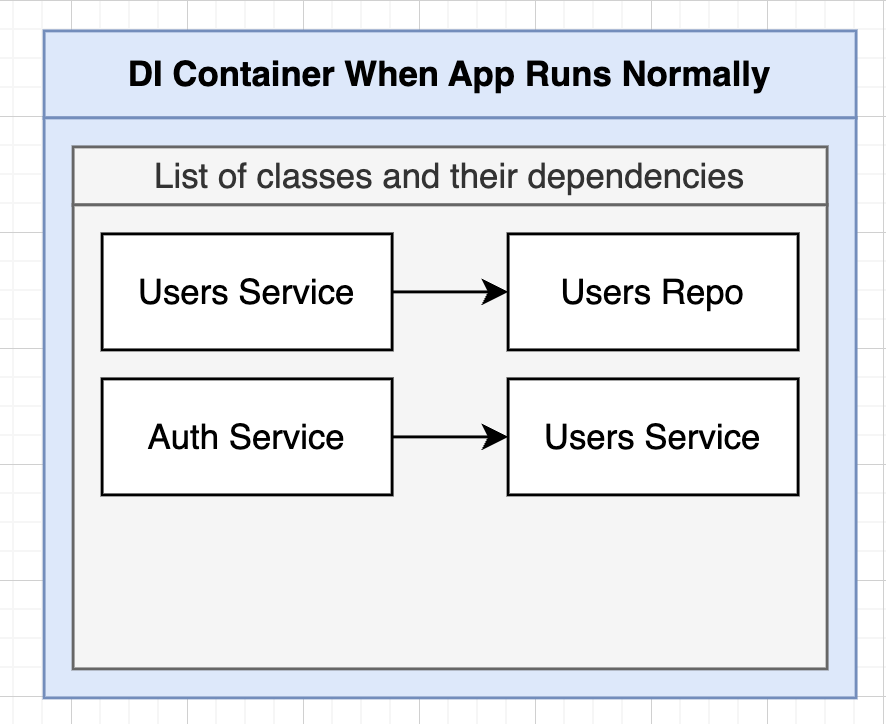 DI Container When App Runs Normally
List of classes and their dependencies
Users Service
Users Repo
Auth Service
Users Service